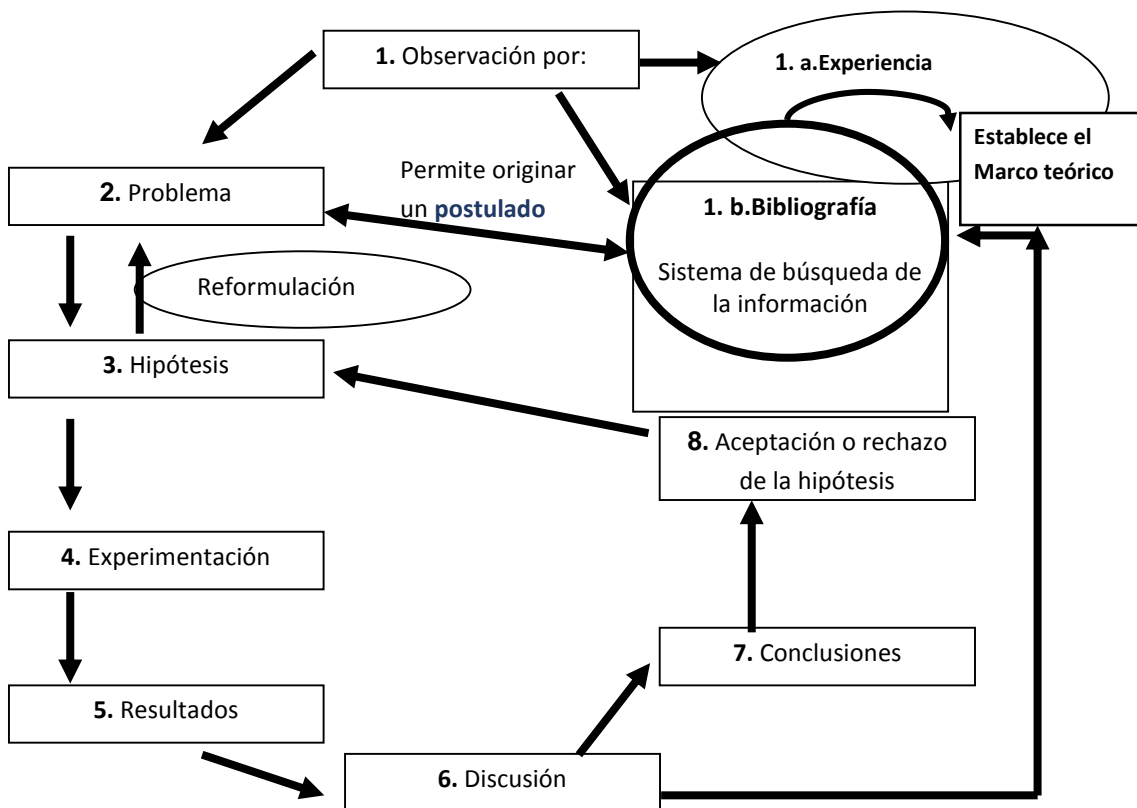 1. Observación por:
1. a.Experiencia
Establece el
Marco teórico
2. Problema
Permite originar
un postulado
1. b.Bibliografía
Sistema de búsqueda de
la información
Reformulación
3. Hipótesis
8. Aceptación o rechazo
de la hipótesis
4. Experimentación
7. Conclusiones
5. Resultados
6. Discusión